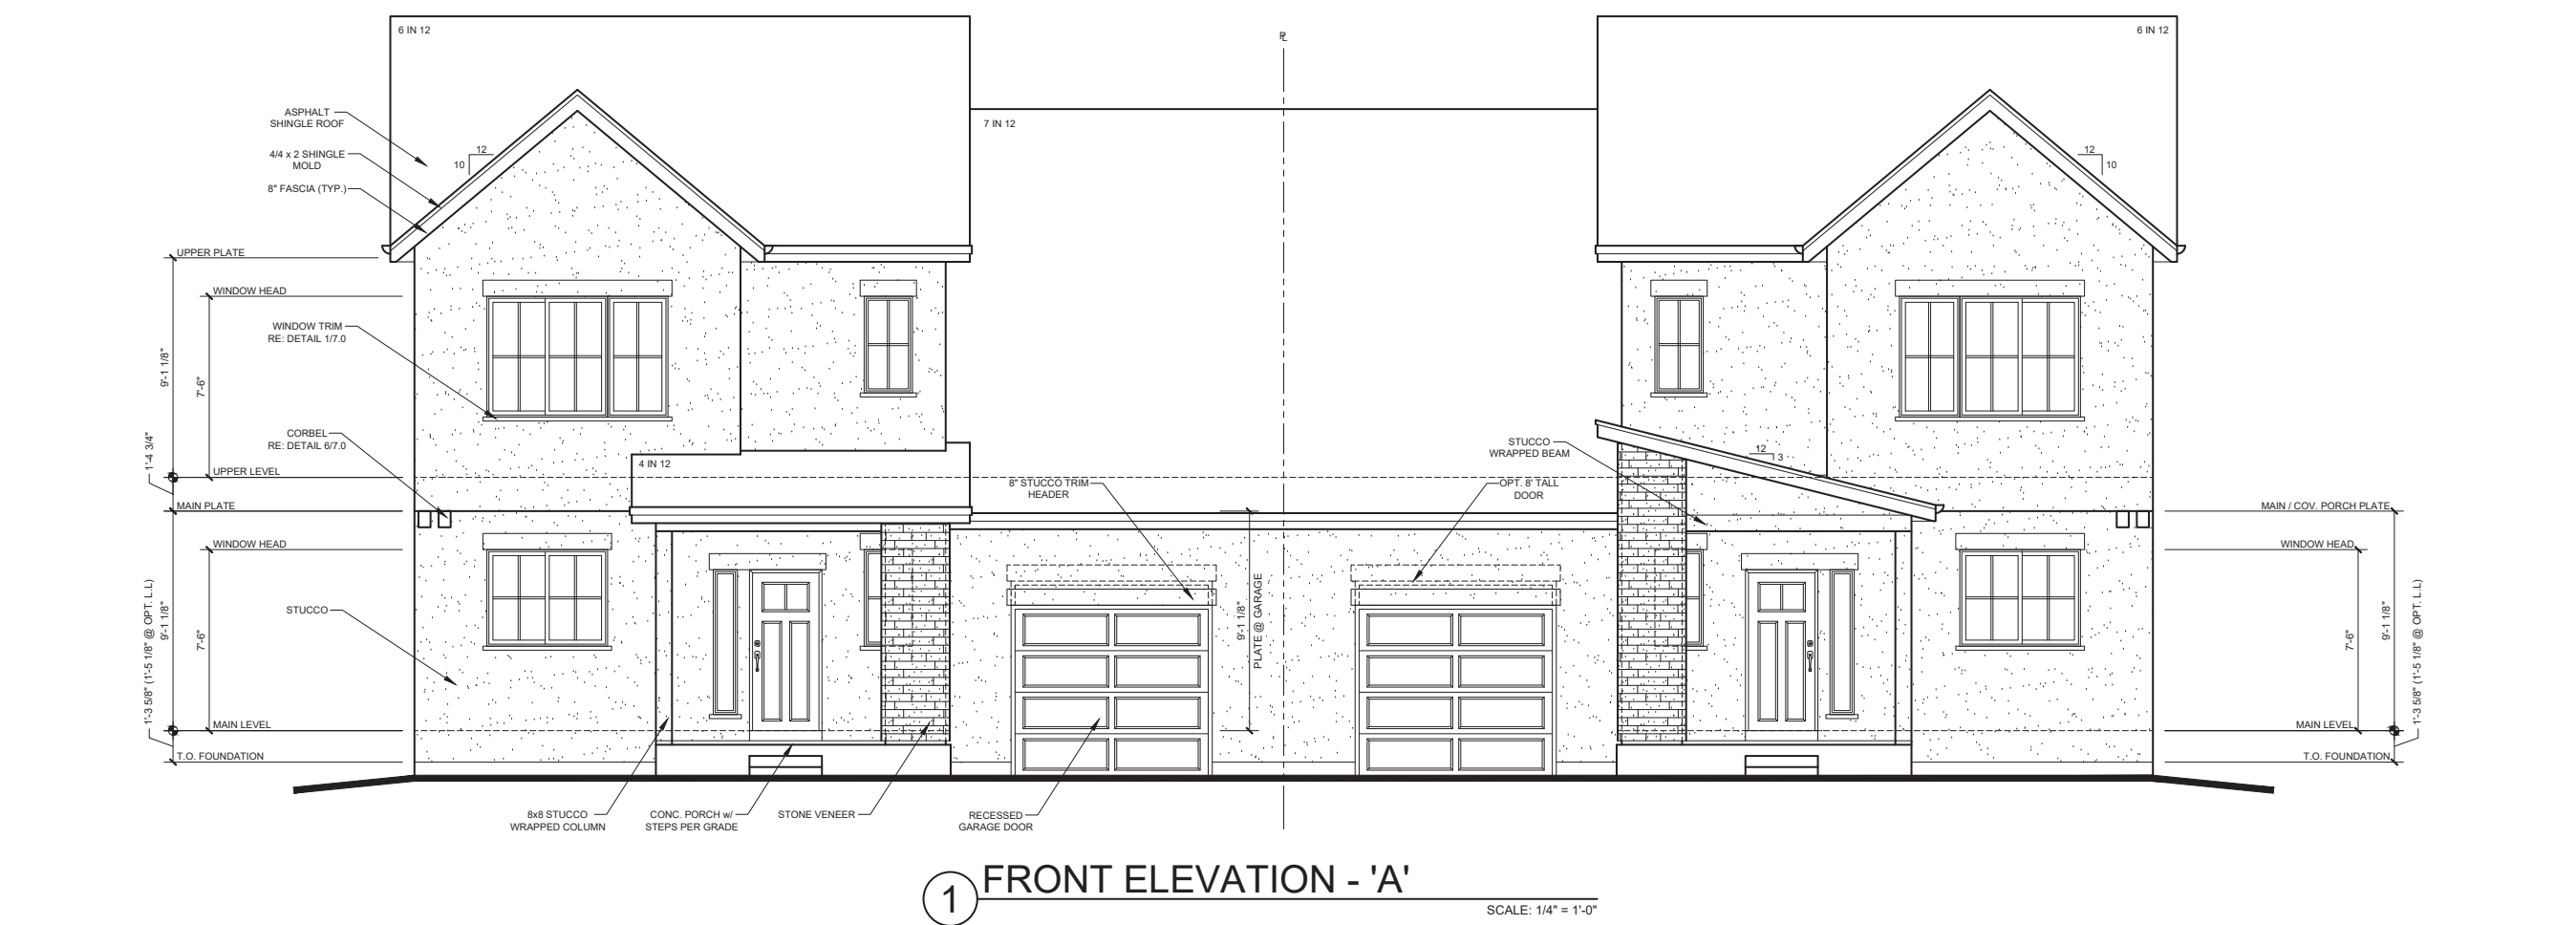 6 IN 12
6 IN 12
PL
7 IN 12
ASPHALT
SHINGLE ROOF
12
10
12
10
4/4 x 2 SHINGLE
MOLD
8" FASCIA (TYP.)
UPPER PLATE
WINDOW HEAD
WINDOW TRIM
RE: DETAIL 1/7.0
9'-1 1/8"
7'-6"
CORBEL
RE: DETAIL 6/7.0
1'-4 3/4"
UPPER LEVEL
4 IN 12
STUCCO
WRAPPED BEAM
12
3
8" STUCCO TRIM
HEADER
OPT. 8' TALL
DOOR
MAIN PLATE
MAIN / COV. PORCH PLATE
WINDOW HEAD
WINDOW HEAD
STUCCO
9'-1 1/8"
7'-6"
1'-3 5/8" (1'-5 1/8" @ OPT. L.L)
9'-1 1/8"
PLATE @ GARAGE
7'-6"
9'-1 1/8"
1'-3 5/8" (1'-5 1/8" @ OPT. L.L)
MAIN LEVEL
MAIN LEVEL
T.O. FOUNDATION
T.O. FOUNDATION
8x8 STUCCO
WRAPPED COLUMN
CONC. PORCH w/
STEPS PER GRADE
STONE VENEER
RECESSED
GARAGE DOOR
1
FRONT ELEVATION - 'A'
SCALE: 1/4" = 1'-0"